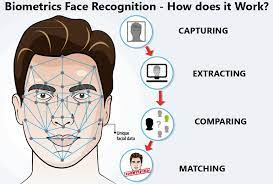 Biometrics Face Recognition - How does it Work?
CAPTURING
EXTRACTING
Unique
facial data
COMPARING
MATCHING